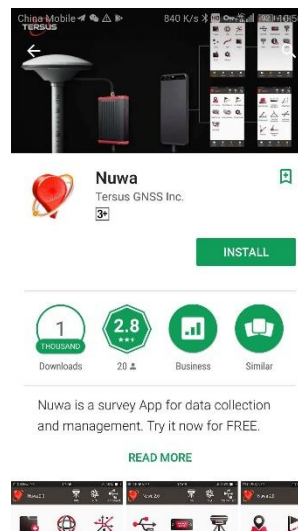 China Mobile
840 K/s
TERSUS
Nuwa
Tersus GNSS Inc.
3+
INSTALL
1
THOUSAND
2.8
Downloads
20
Business
Similar
Nuwa is a survey App for data collection
and management. Try it now for FREE.
READ MORE